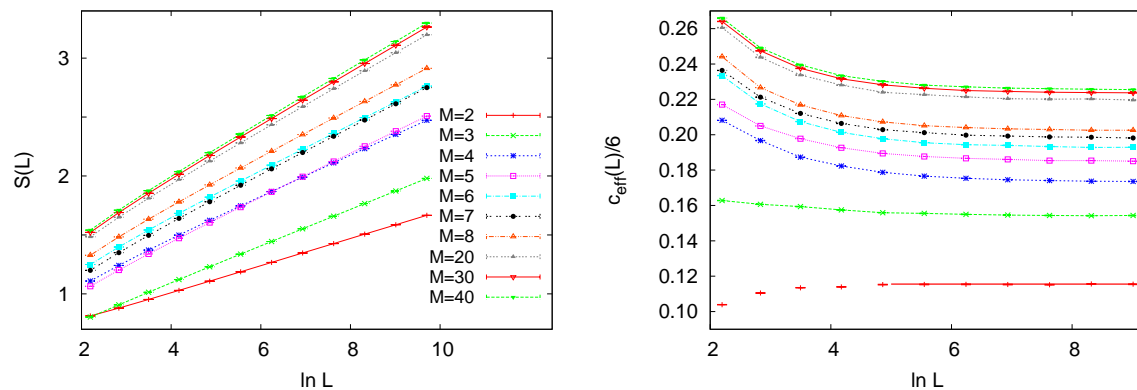 3
2
1
2
4
6
8
10
S(L)
ln L
M=2
M=3
M=4
M=5
M=6
M=7
M=8
M=20
M=30
M=40
0.26
0.24
0.22
0.20
0.18
0.16
0.14
0.12
0.10
2
4
6
8
c_eff(L)/6
ln L